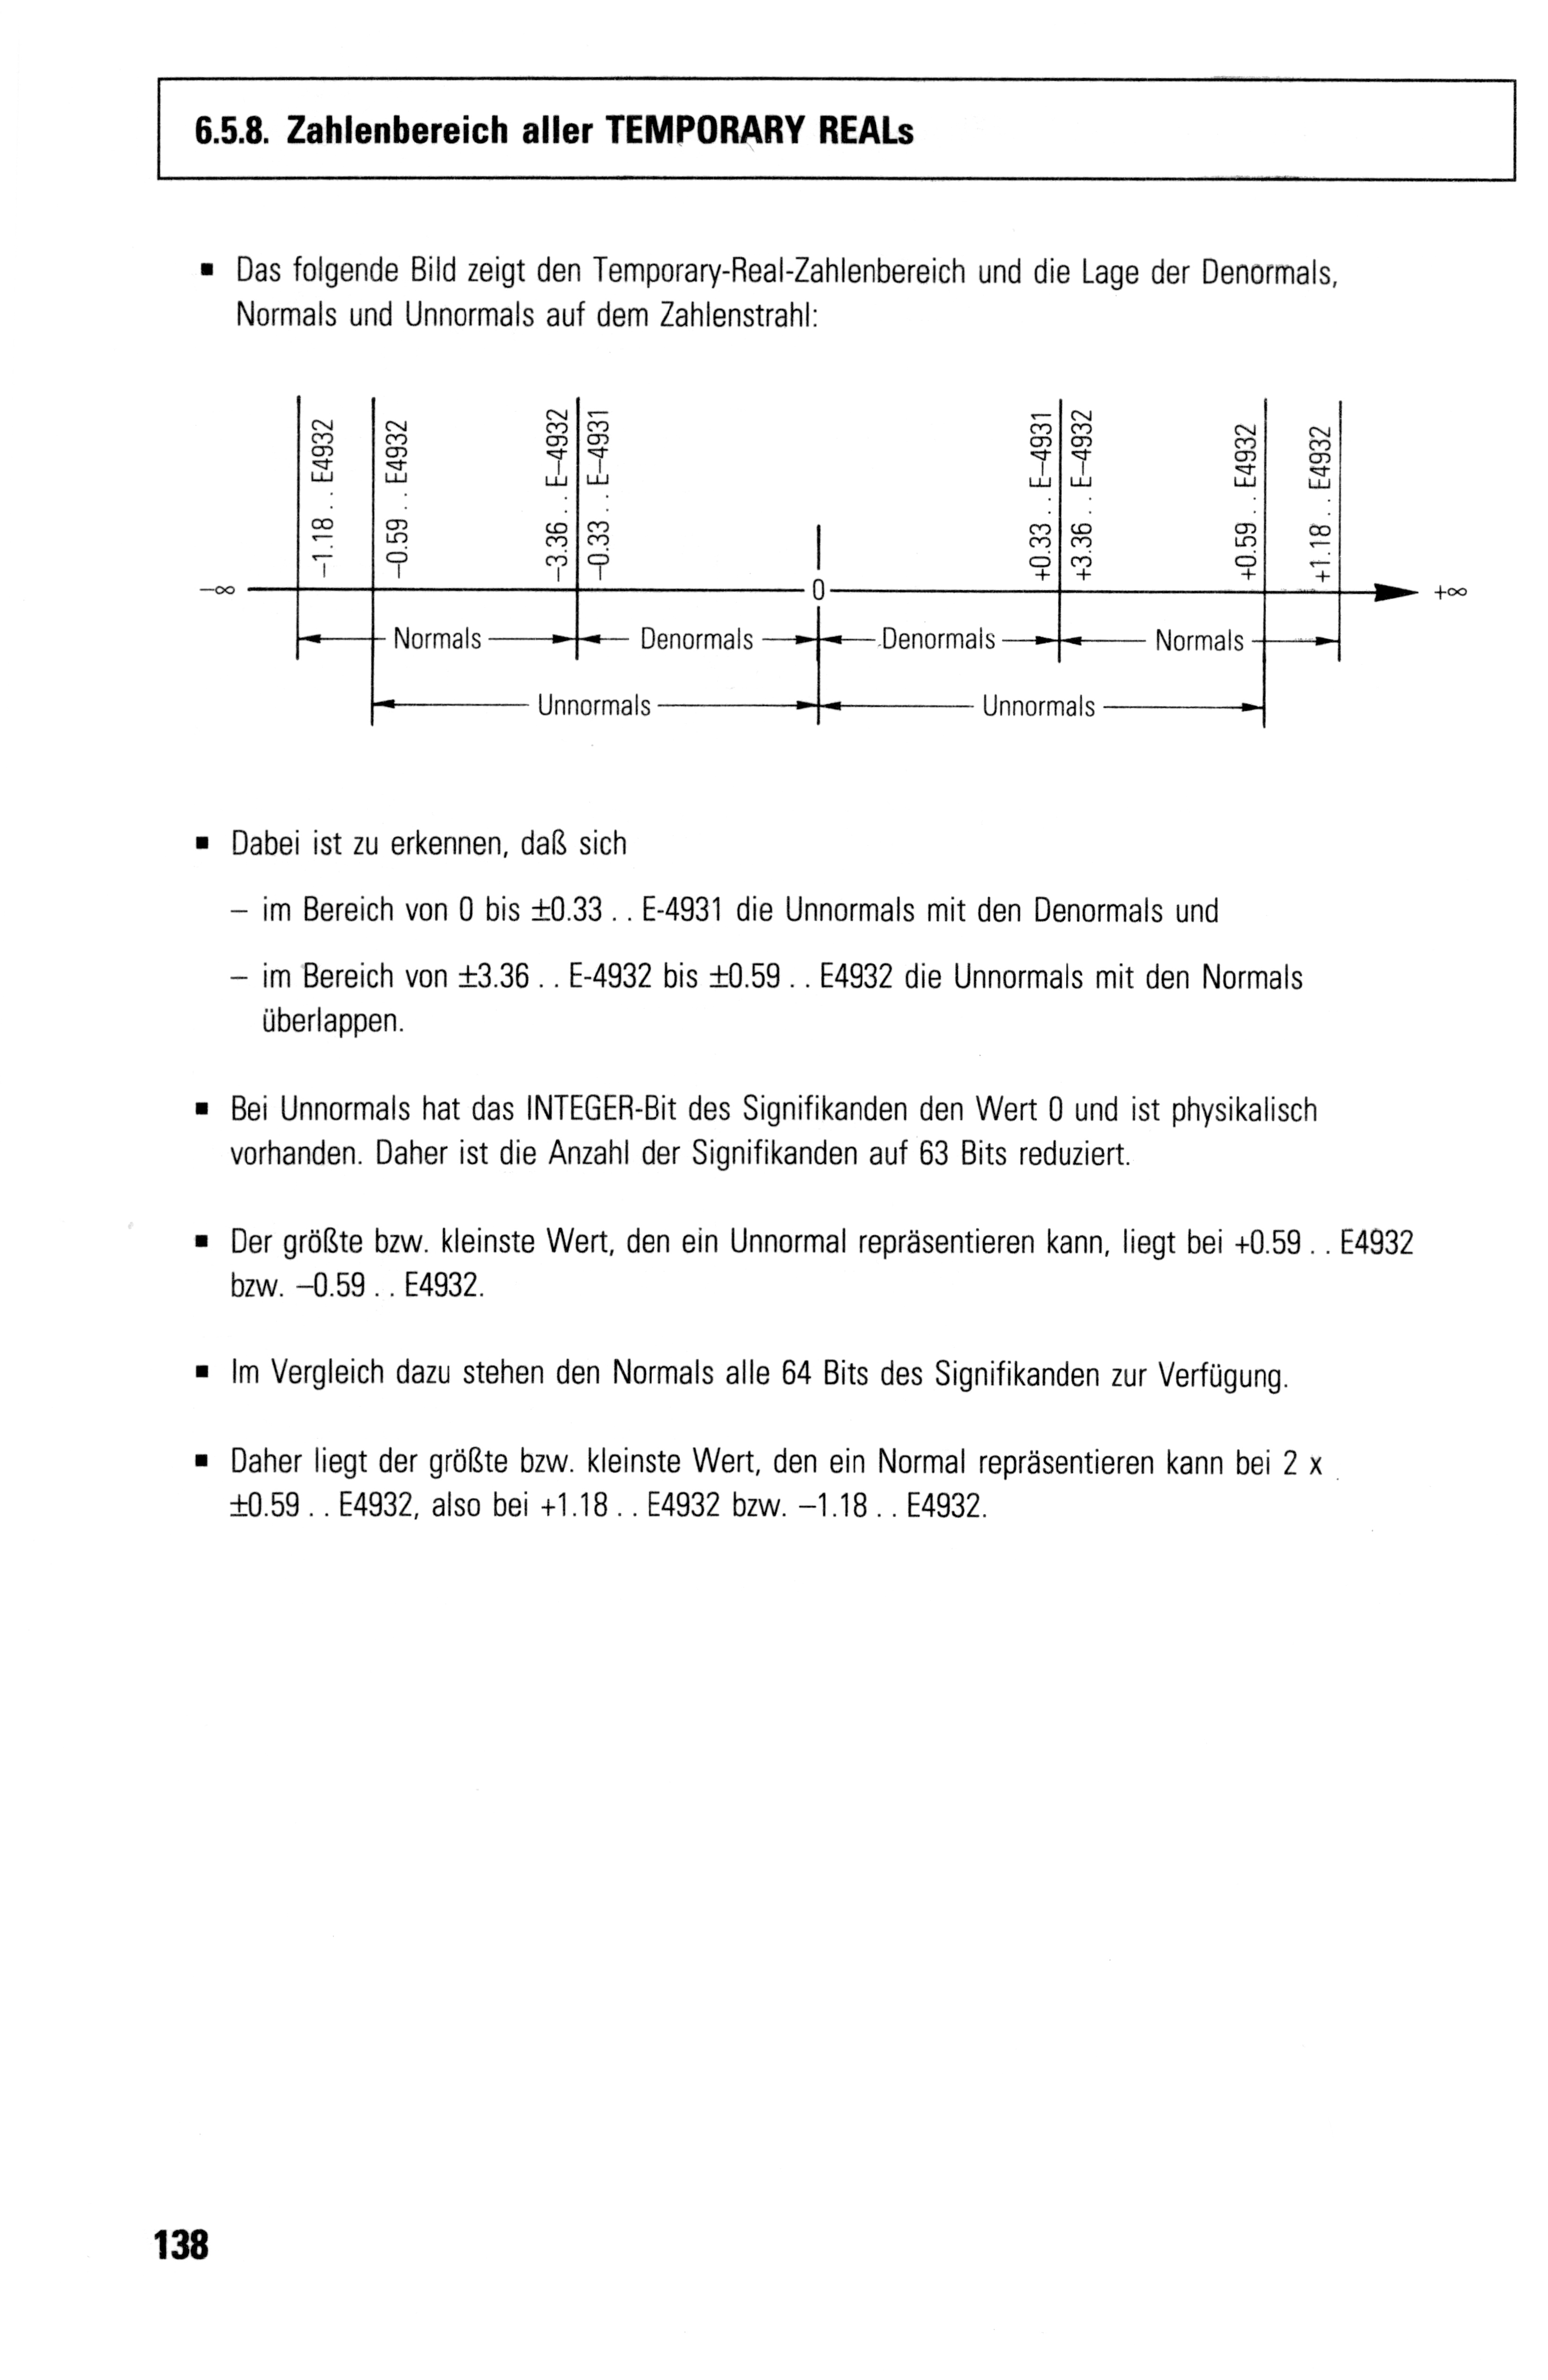 6.5.8. Zahlenbereich aller TEMPORARY REALs
▪ Das folgende Bild zeigt den Temporary-Real-Zahlenbereich und die Lage der Denormals,
Normals und Unnormals auf dem Zahlenstrahl:
−1.18 . . E4932
−0.59 . . E4932
−3.36 . . E−4932
−0.33 . . E−4931
+0.33 . . E−4931
+3.36 . . E−4932
+0.59 . . E4932
+1.18 . . E4932
−∞ 0 +∞
Normals Denormals Denormals Normals
Unnormals Unnormals
▪ Dabei ist zu erkennen, daß sich
– im Bereich von 0 bis ±0.33 . . E-4931 die Unnormals mit den Denormals und
– im Bereich von ±3.36 . . E-4932 bis ±0.59 . . E4932 die Unnormals mit den Normals
überlappen.
▪ Bei Unnormals hat das INTEGER-Bit des Signifikanden den Wert 0 und ist physikalisch
vorhanden. Daher ist die Anzahl der Signifikanden auf 63 Bits reduziert.
▪ Der größte bzw. kleinste Wert, den ein Unnormal repräsentieren kann, liegt bei +0.59 . . E4932
bzw. –0.59 . . E4932.
▪ Im Vergleich dazu stehen den Normals alle 64 Bits des Signifikanden zur Verfügung.
▪ Daher liegt der größte bzw. kleinste Wert, den ein Normal repräsentieren kann bei 2 x
±0.59 . . E4932, also bei +1.18 . . E4932 bzw. –1.18 . . E4932.
138